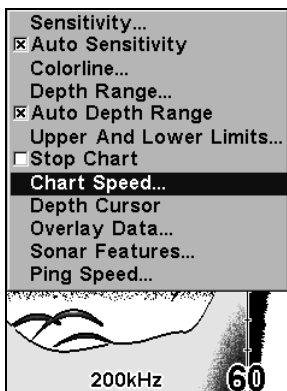 Sensitivity...
Auto Sensitivity
Colorline...
Depth Range...
Auto Depth Range
Upper And Lower Limits...
Stop Chart
Chart Speed...
Depth Cursor
Overlay Data...
Sonar Features...
Ping Speed...
200kHz 60